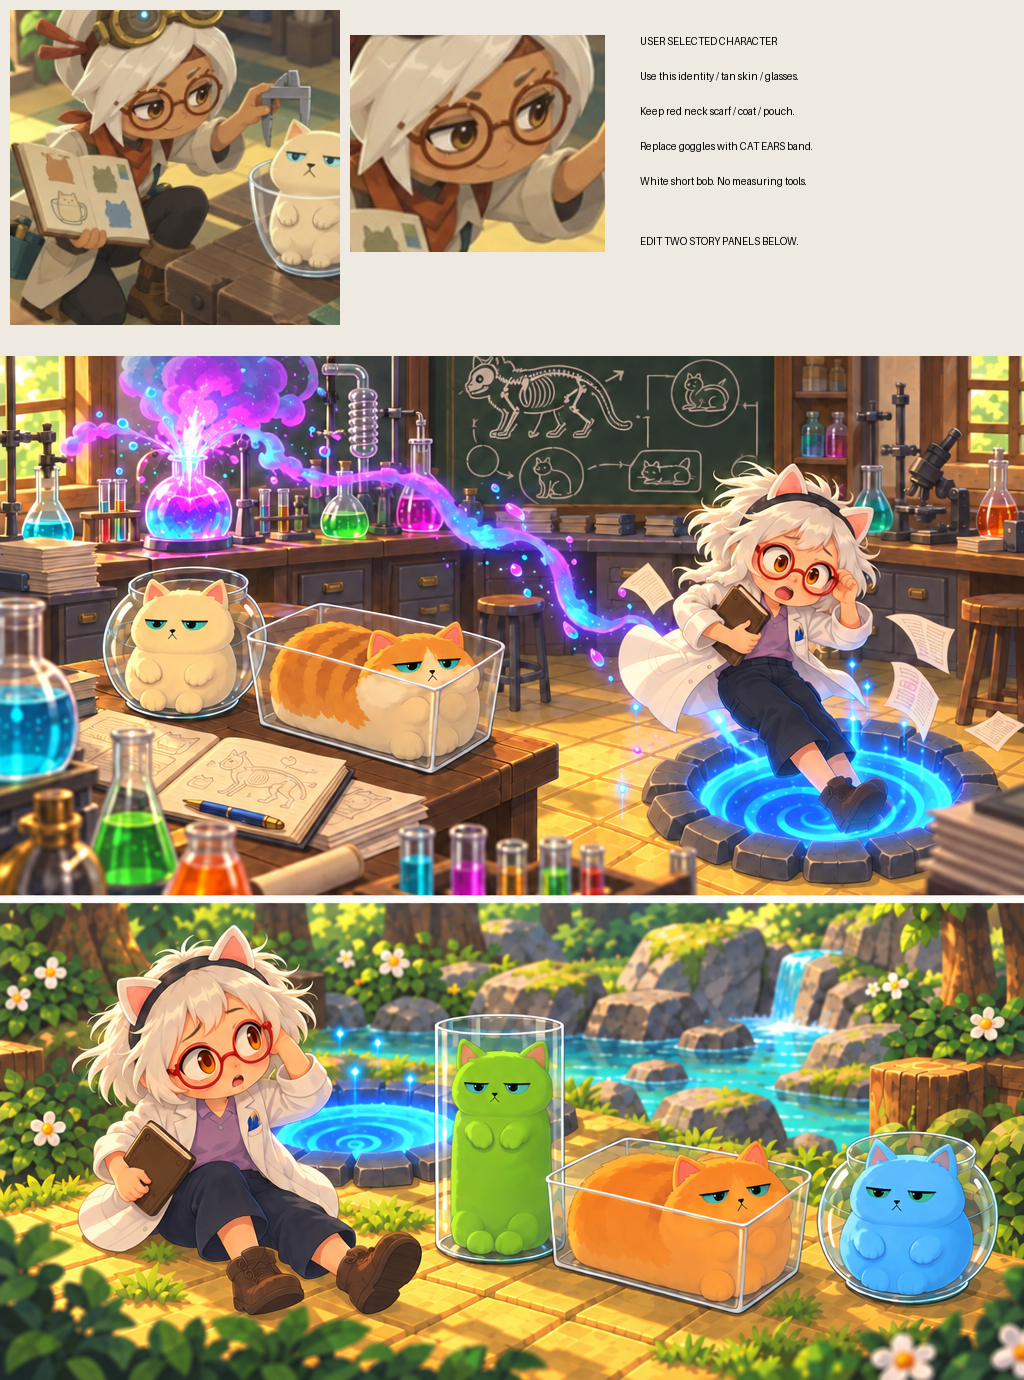 USER SELECTED CHARACTER
Use this identity / tan skin / glasses.
Keep red neck scarf / coat / pouch.
Replace goggles with CAT EARS band.
White short bob. No measuring tools.
EDIT TWO STORY PANELS BELOW.